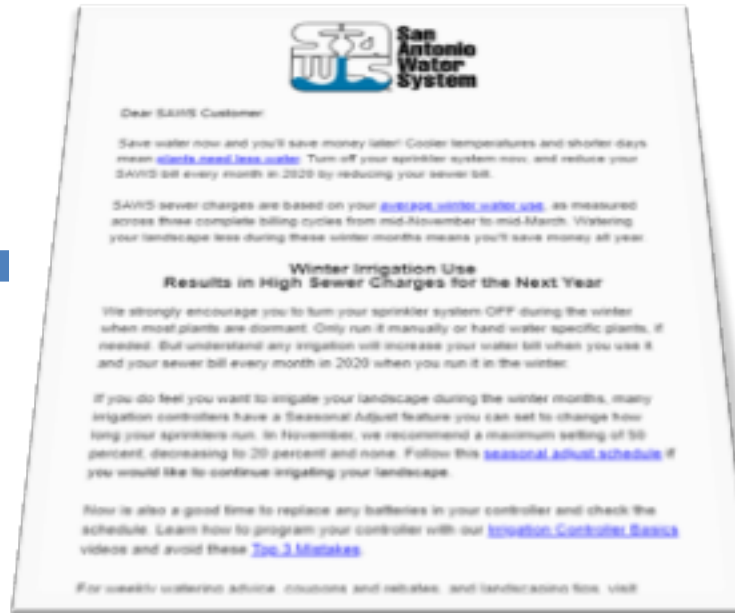 San
Antonio
Water
System
Dear SAWS Customer:
Save water now and you'll save money later! Cooler temperatures and shorter days
mean plants need less water. Turn off your sprinkler system now, and reduce your
SAWS bill every month in 2020 by reducing your sewer bill.
SAWS sewer charges are based on your average winter water use, as measured
across three complete billing cycles from mid-November to mid-March. Watering
your landscape less during these winter months means you'll save money all year.
Winter Irrigation Use
Results in High Sewer Charges for the Next Year
We strongly encourage you to turn your sprinkler system OFF during the winter
when most plants are dormant. Only run it manually or hand water specific plants, if
needed. But understand any irrigation will increase your water bill when you use it
and your sewer bill every month in 2020 when you run it in the winter.
If you do feel you want to irrigate your landscape during the winter months, many
irrigation controllers have a Seasonal Adjust feature you can set to change how
long your sprinklers run. In November, we recommend a maximum setting of 50
percent, decreasing to 20 percent and none. Follow this seasonal adjust schedule if
you would like to continue irrigating your landscape.
Now is also a good time to replace any batteries in your controller and check the
schedule. Learn how to program your controller with our Irrigation Controller Basics
videos and avoid these Top 3 Mistakes.
For weekly watering advice, coupons and rebates, and landscaping tips, visit